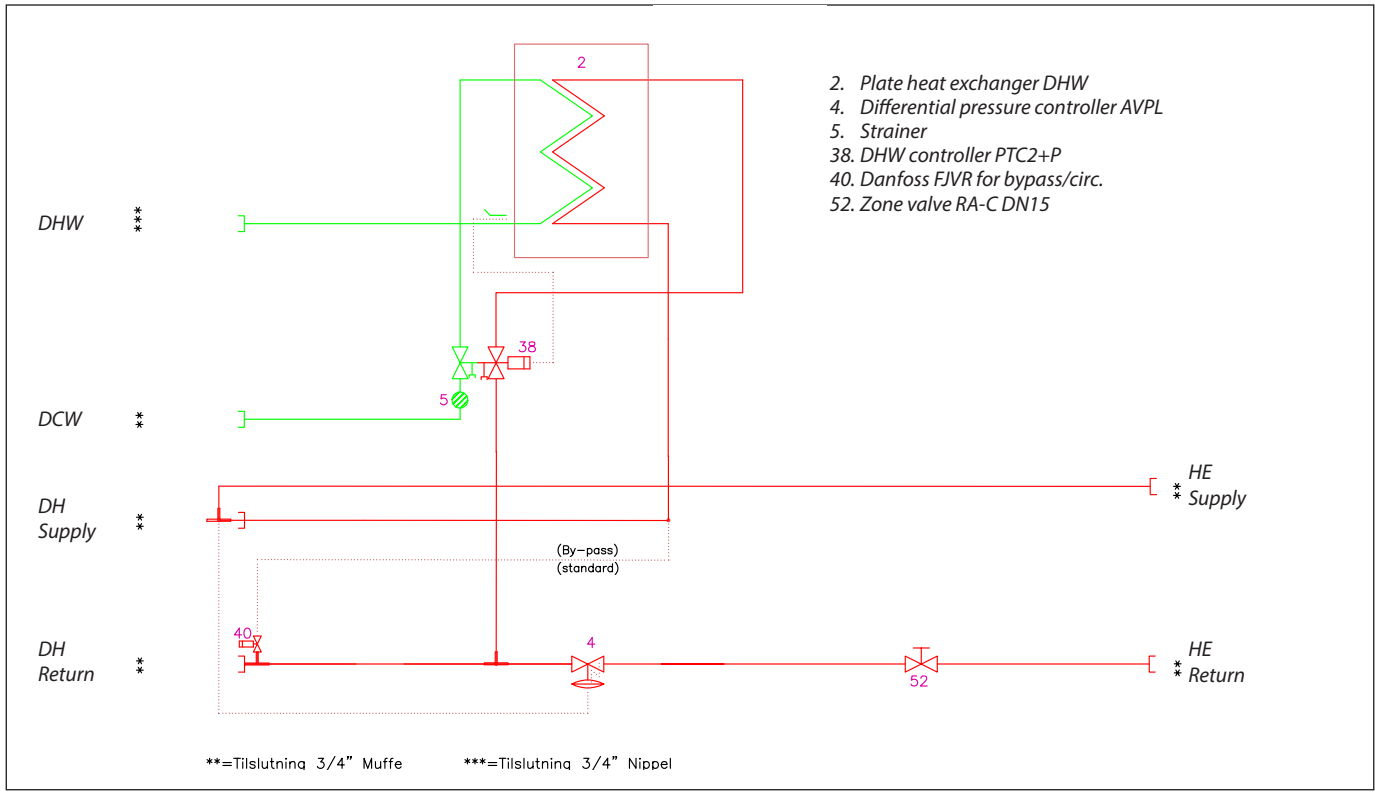 2
2. Plate heat exchanger DHW
4. Differential pressure controller AVPL
5. Strainer
38. DHW controller PTC2+P
40. Danfoss FJVR for bypass/circ.
52. Zone valve RA-C DN15
DHW ***
38
5
DCW **
HE
Supply **
DH
Supply **
(By-pass)
(standard)
40
4
DH
Return **
52
HE
Return **
**=Tilslutning 3/4" Muffe ***=Tilslutning 3/4" Nippel